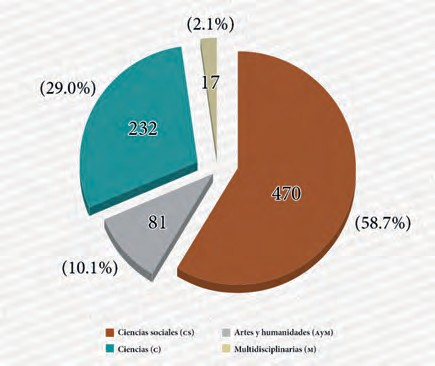 (2.1%)
17
(29.0%)
232
470
81
(58.7%)
(10.1%)
Ciencias sociales (CS)
Artes y humanidades (AYM)
Ciencias (C)
Multidisciplinarias (M)